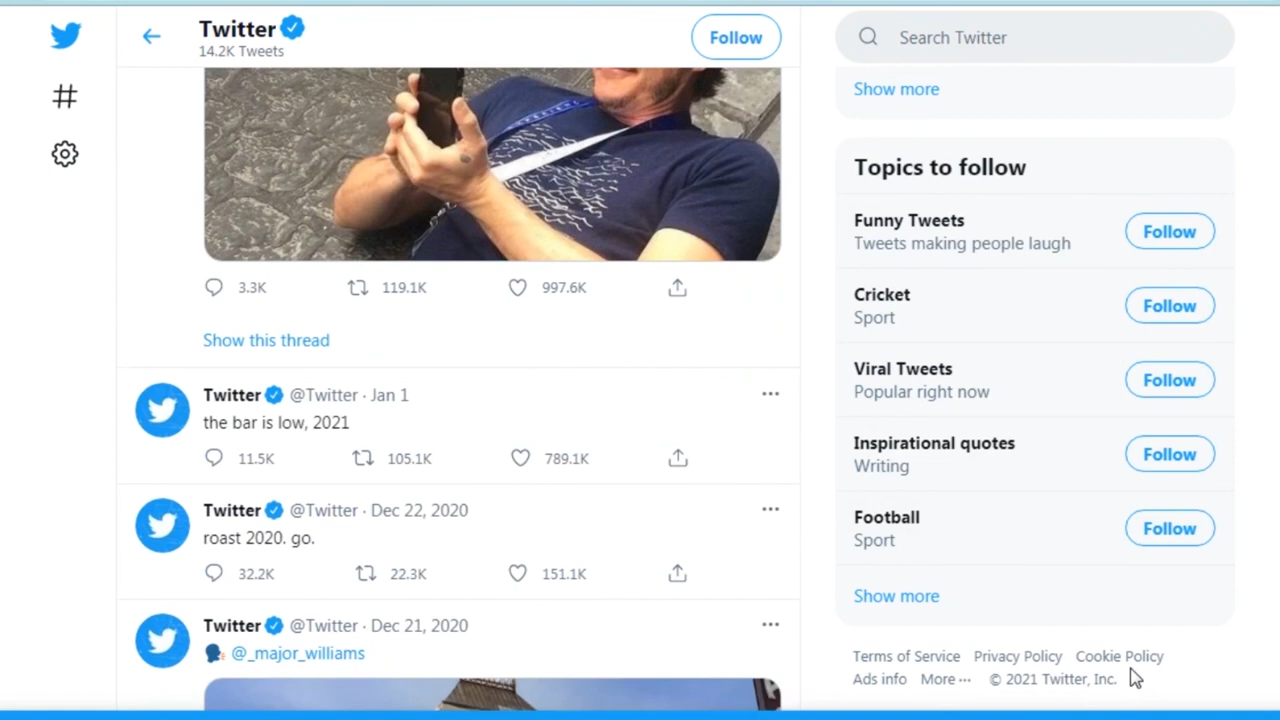 Twitter
14.2K Tweets
Follow
3.3K 119.1K 997.6K
Show this thread
Twitter @Twitter · Jan 1
the bar is low, 2021
11.5K 105.1K 789.1K
Twitter @Twitter · Dec 22, 2020
roast 2020. go.
32.2K 22.3K 151.1K
Twitter @Twitter · Dec 21, 2020
@_major_williams
Search Twitter
Show more
Topics to follow
Funny Tweets
Tweets making people laugh
Follow
Cricket
Sport
Follow
Viral Tweets
Popular right now
Follow
Inspirational quotes
Writing
Follow
Football
Sport
Follow
Show more
Terms of Service Privacy Policy Cookie Policy
Ads info More ··· © 2021 Twitter, Inc.